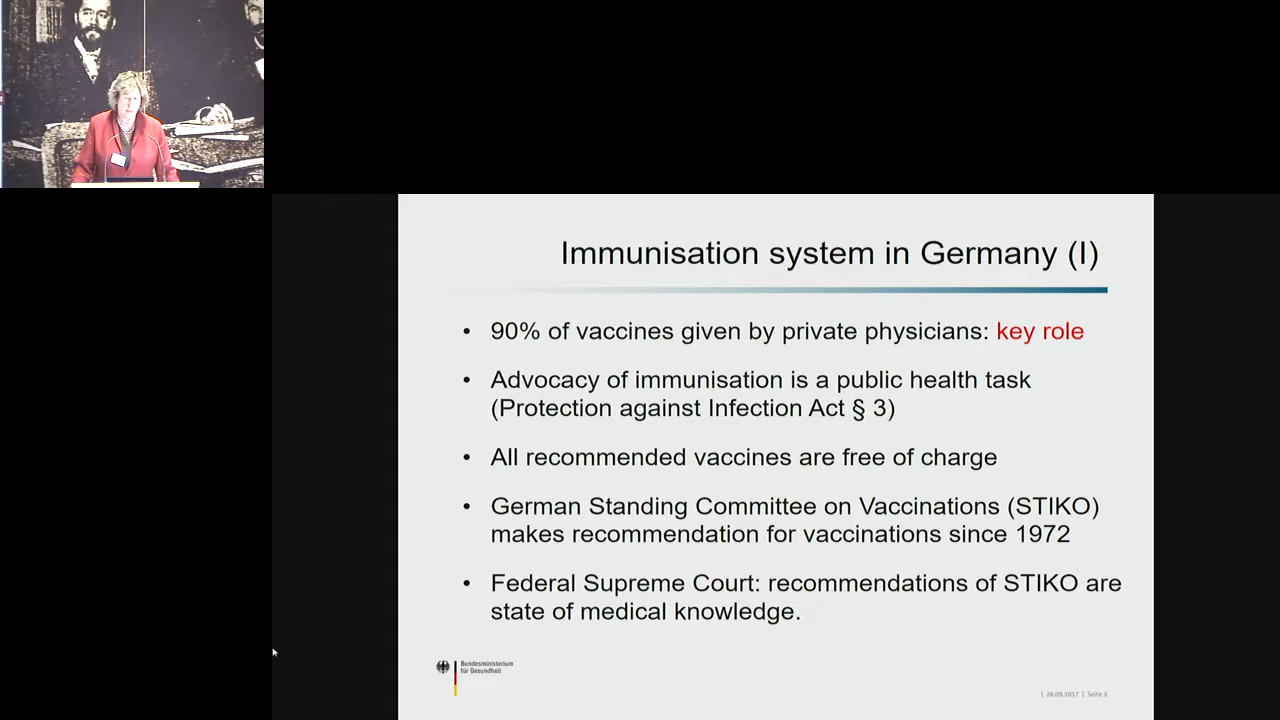 Immunisation system in Germany (I)
• 90% of vaccines given by private physicians: key role
• Advocacy of immunisation is a public health task
(Protection against Infection Act § 3)
• All recommended vaccines are free of charge
• German Standing Committee on Vaccinations (STIKO)
makes recommendation for vaccinations since 1972
• Federal Supreme Court: recommendations of STIKO are
state of medical knowledge.
Bundesministerium
für Gesundheit
| 26.09.2017 | Seite 3